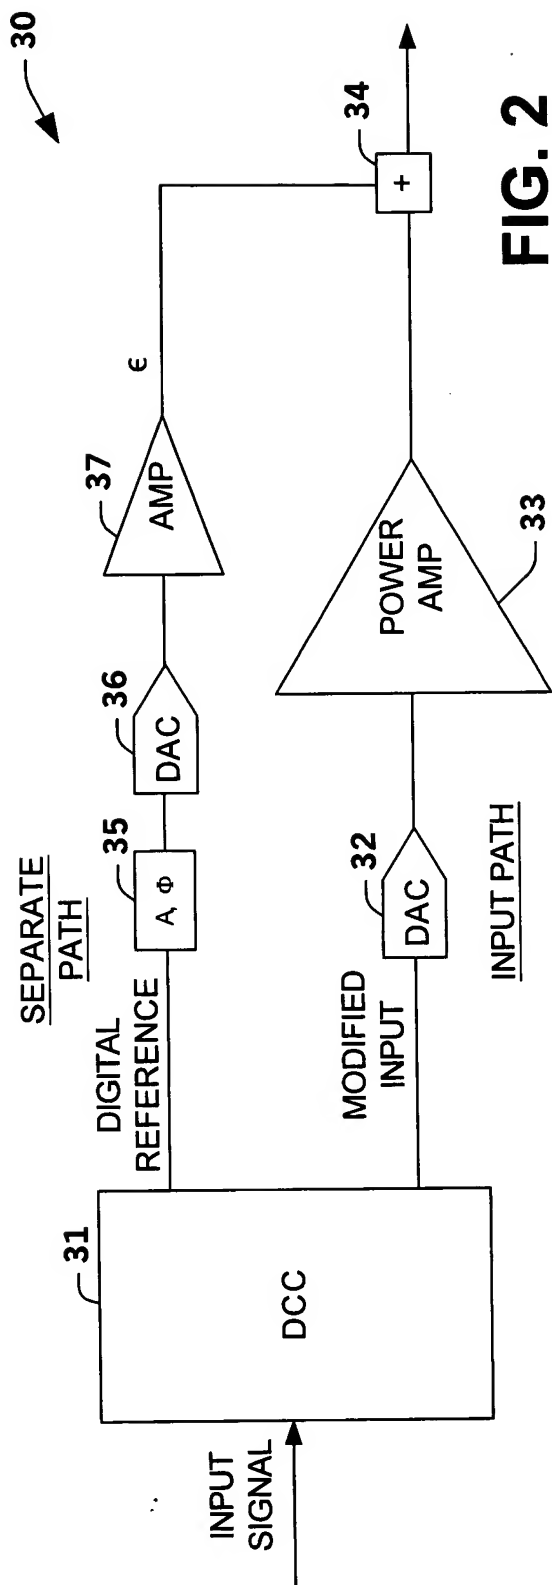 30
SEPARATE
PATH
31
DIGITAL
REFERENCE
35
A, Φ
36
DAC
37
AMP
ϵ
34
+
INPUT
SIGNAL
DCC
MODIFIED
INPUT
32
DAC
POWER
AMP
33
INPUT PATH
FIG. 2